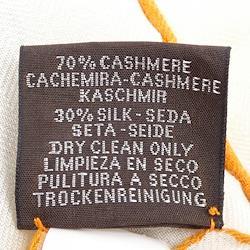 70% CASHMERE
CACHEMIRA-CASHMERE
KASCHMIR
30% SILK-SEDA
SETA-SEIDE
DRY CLEAN ONLY
LIMPIEZA EN SECO
PULITURA A SECCO
TROCKENREINIGUNG